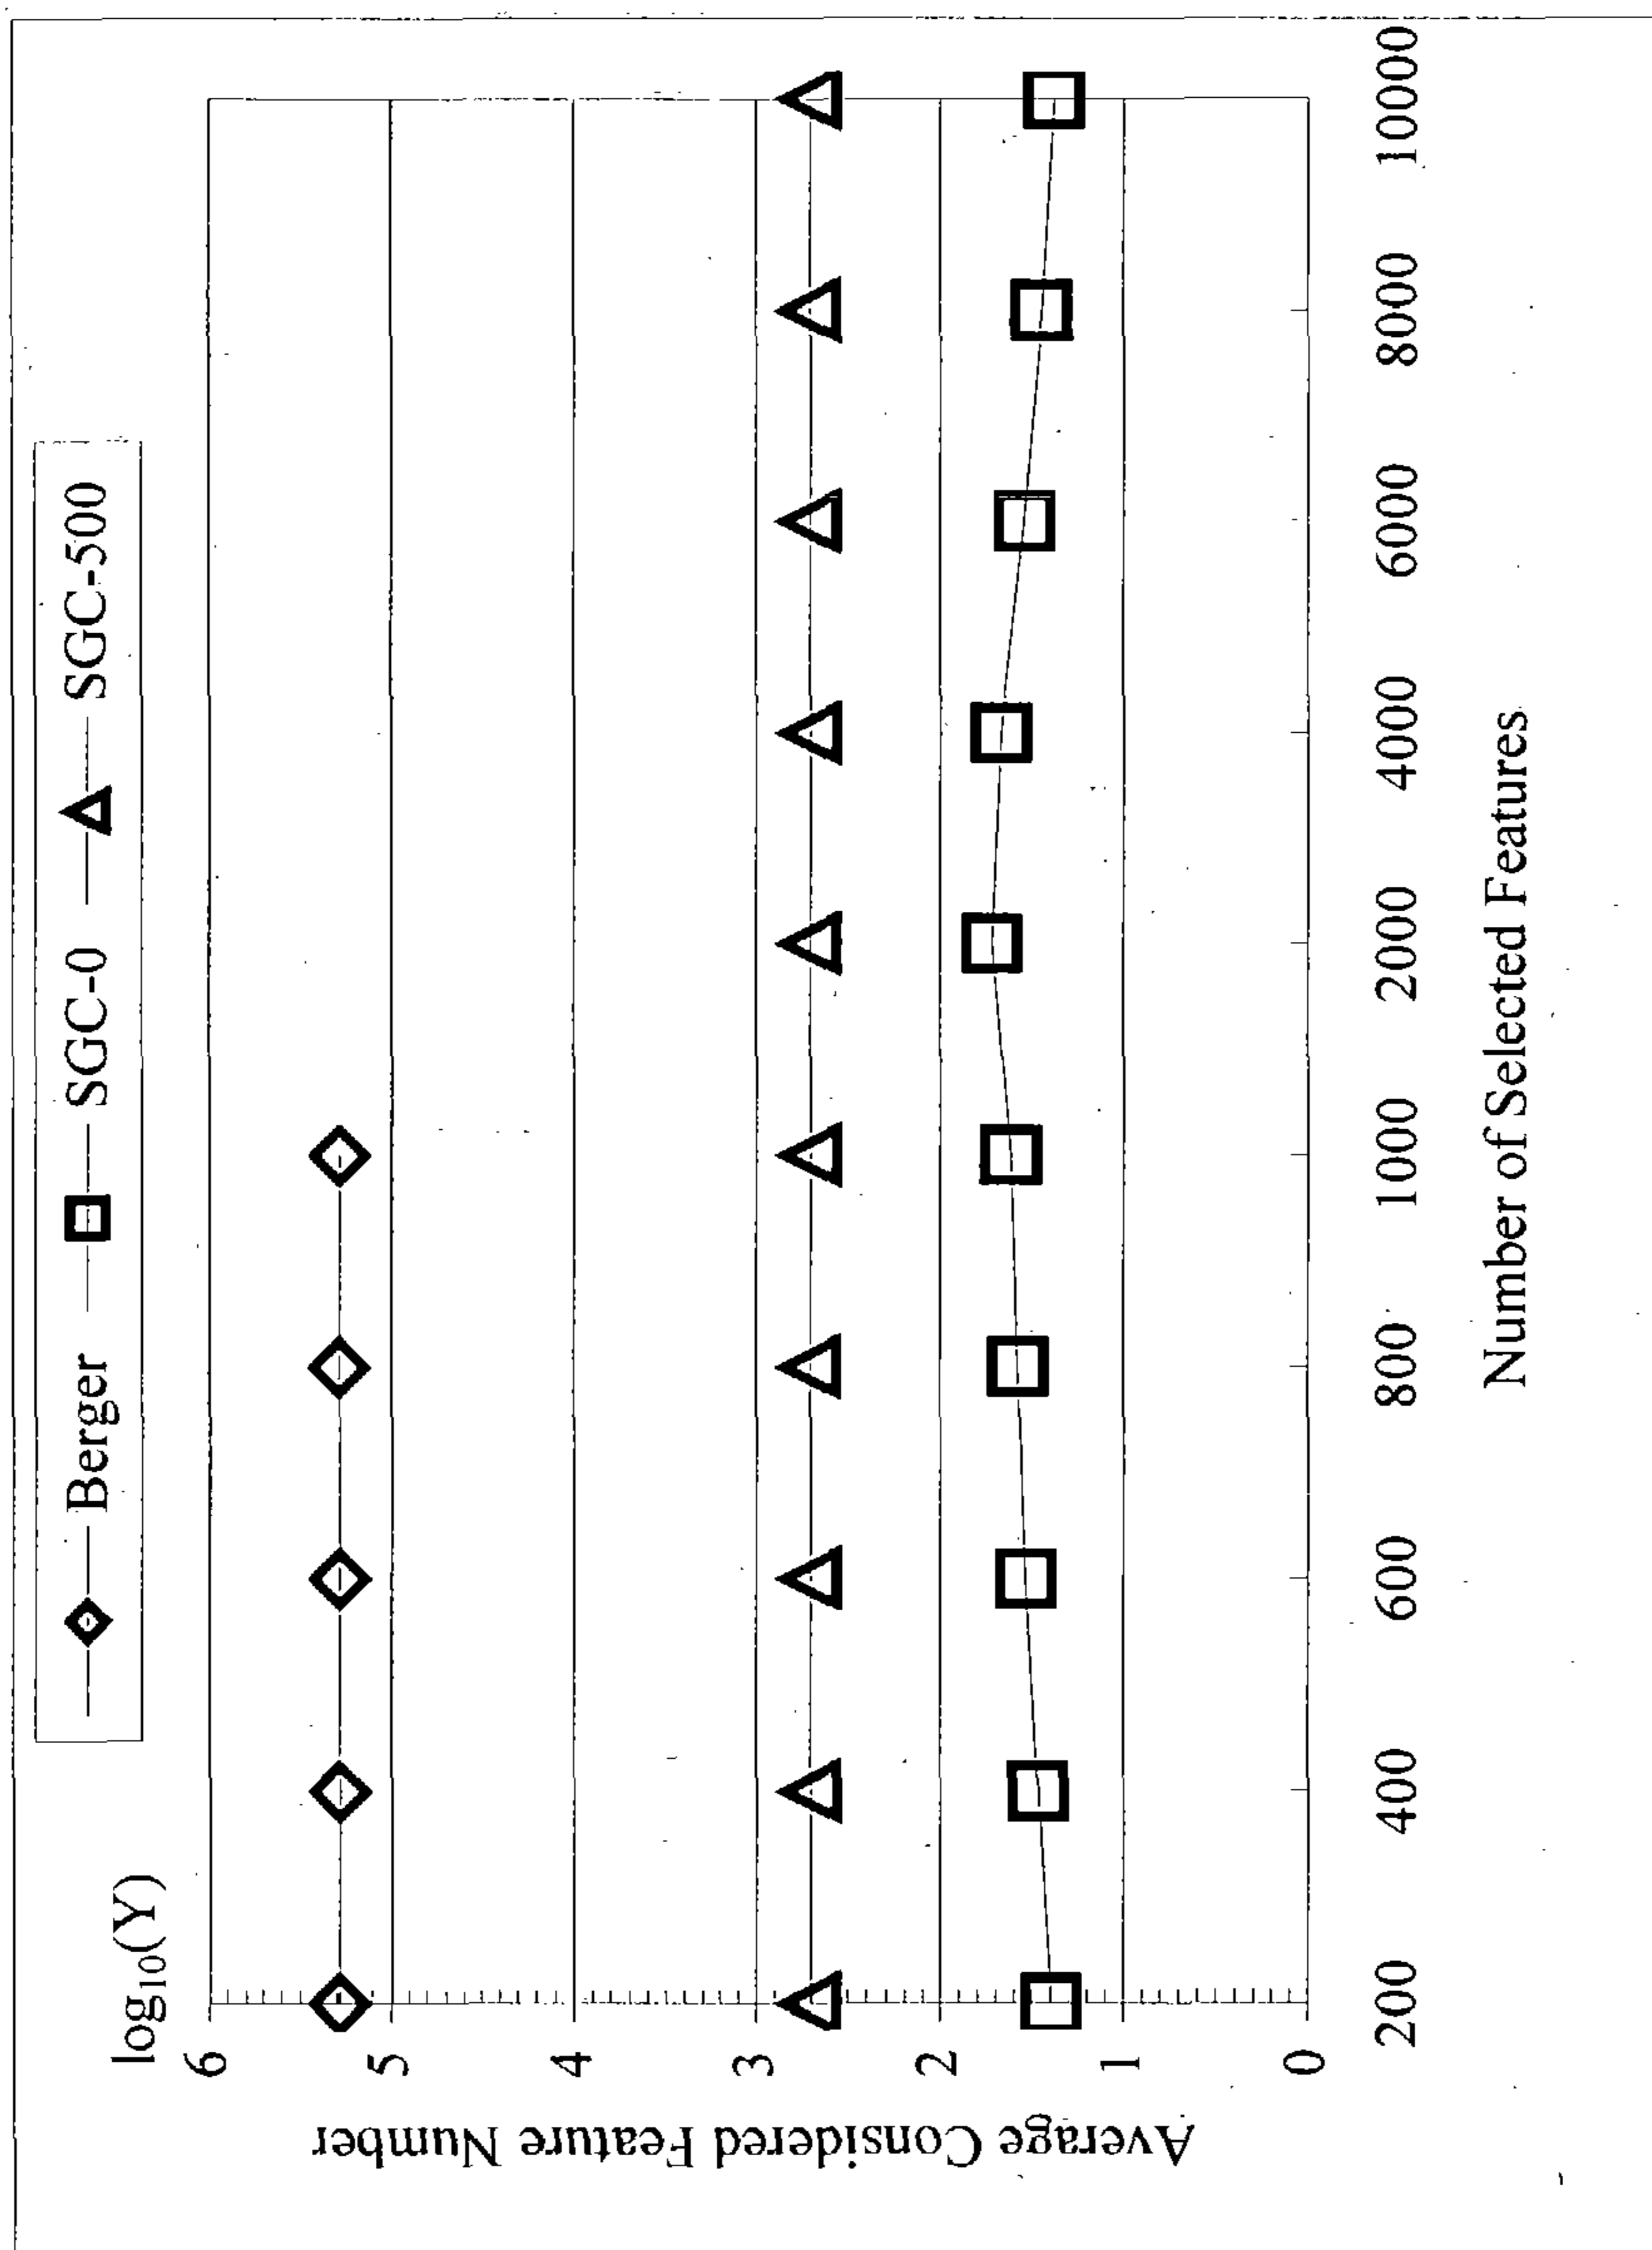 Berger SGC-0 SGC-500
log10(Y)
6
5
4
3
2
1
0
Average Considered Feature Number
200 400 600 800 1000 2000 4000 6000 8000 10000
Number of Selected Features